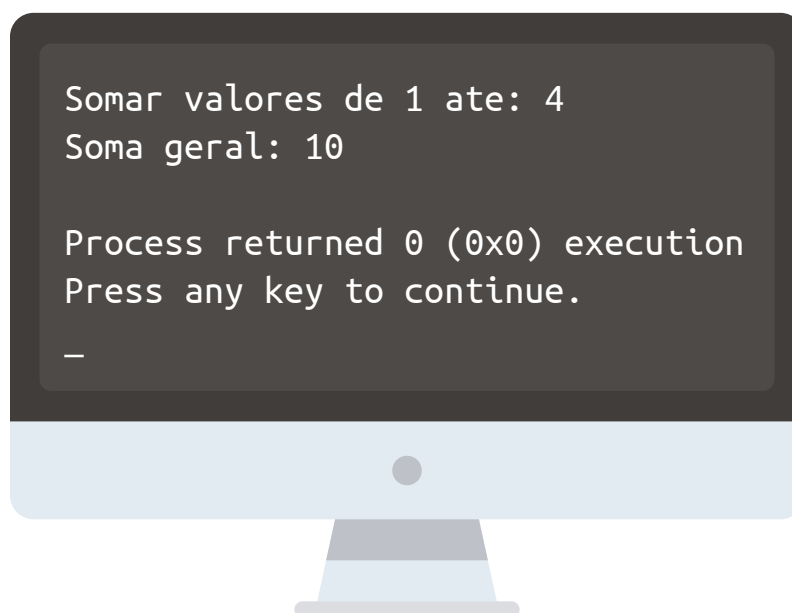 Somar valores de 1 ate: 4
Soma geral: 10
Process returned 0 (0x0) execution
Press any key to continue.
_